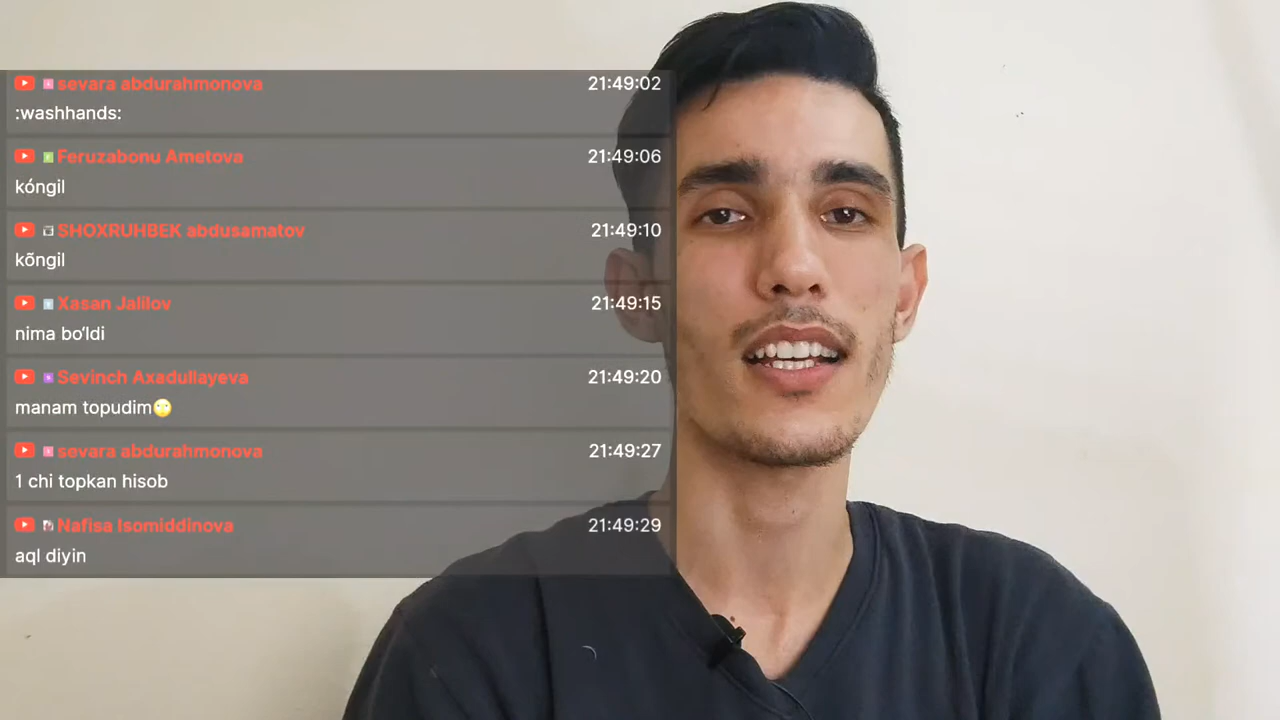 sevara abdurahmonova 21:49:02
:washhands:
Feruzabonu Ametova 21:49:06
kóngil
SHOXRUHBEK abdusamatov 21:49:10
kõngil
Xasan Jalilov 21:49:15
nima bo'ldi
Sevinch Axadullayeva 21:49:20
manam topudim🙄
sevara abdurahmonova 21:49:27
1 chi topkan hisob
Nafisa Isomiddinova 21:49:29
aql diyin